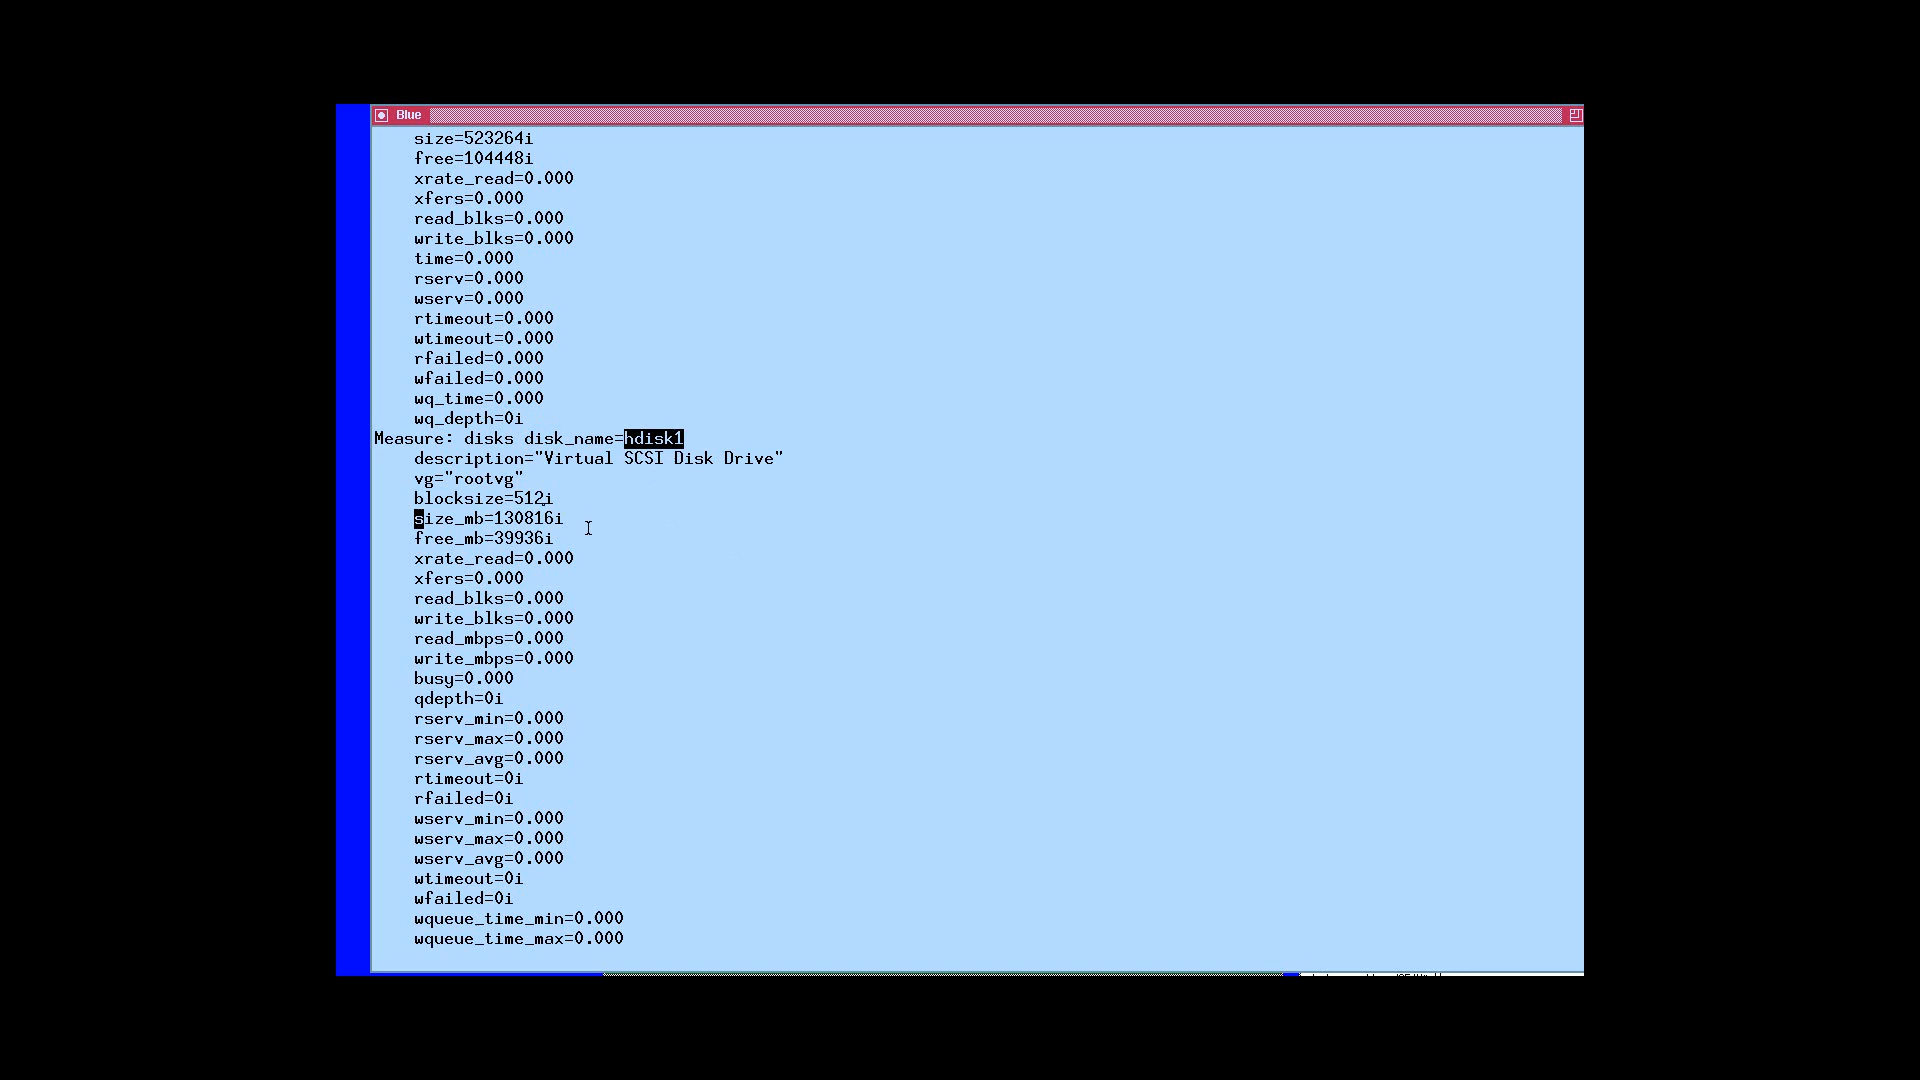 Blue
size=523264i
free=104448i
xrate_read=0.000
xfers=0.000
read_blks=0.000
write_blks=0.000
time=0.000
rserv=0.000
wserv=0.000
rtimeout=0.000
wtimeout=0.000
rfailed=0.000
wfailed=0.000
wq_time=0.000
wq_depth=0i
Measure: disks disk_name=hdisk1
description="Virtual SCSI Disk Drive"
vg="rootvg"
blocksize=512i
size_mb=130816i
free_mb=39936i
xrate_read=0.000
xfers=0.000
read_blks=0.000
write_blks=0.000
read_mbps=0.000
write_mbps=0.000
busy=0.000
qdepth=0i
rserv_min=0.000
rserv_max=0.000
rserv_avg=0.000
rtimeout=0i
rfailed=0i
wserv_min=0.000
wserv_max=0.000
wserv_avg=0.000
wtimeout=0i
wfailed=0i
wqueue_time_min=0.000
wqueue_time_max=0.000